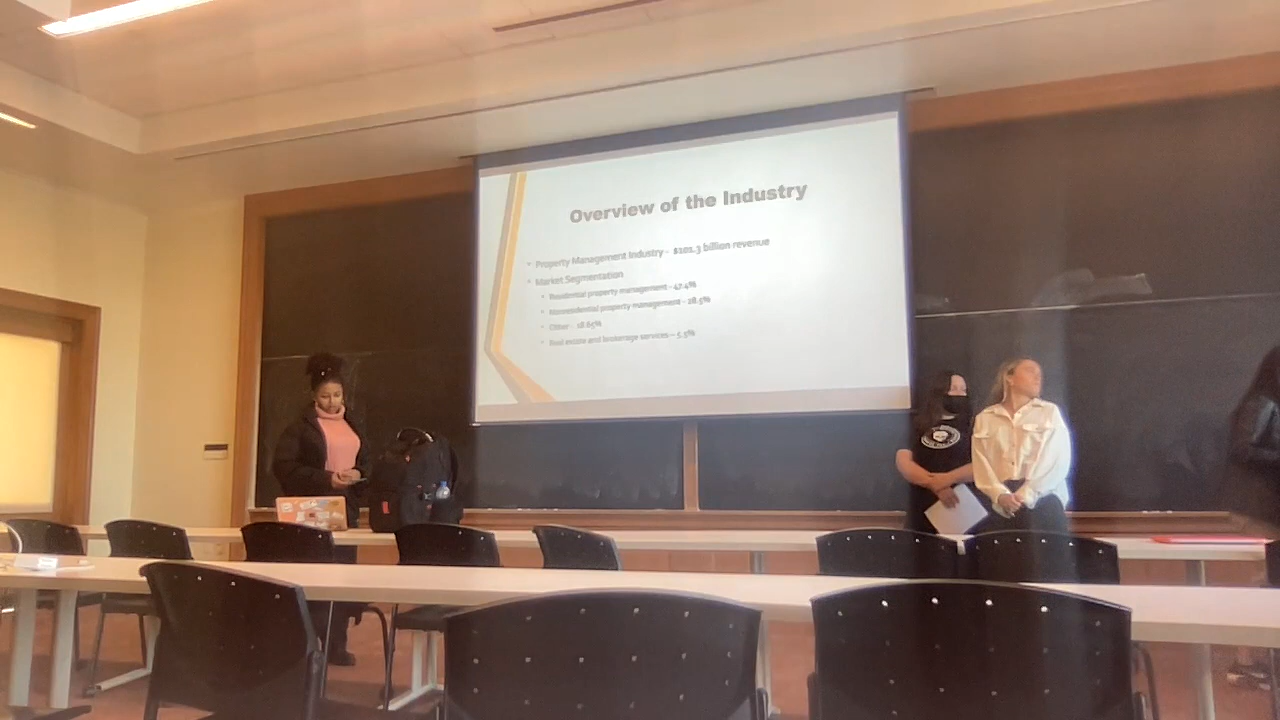 Overview of the Industry
Property Management Industry - $101.3 billion revenue
Market Segmentation
Residential property management - 47.4%
Nonresidential property management - 28.5%
Other - 18.65%
Real estate and brokerage services - 5.5%